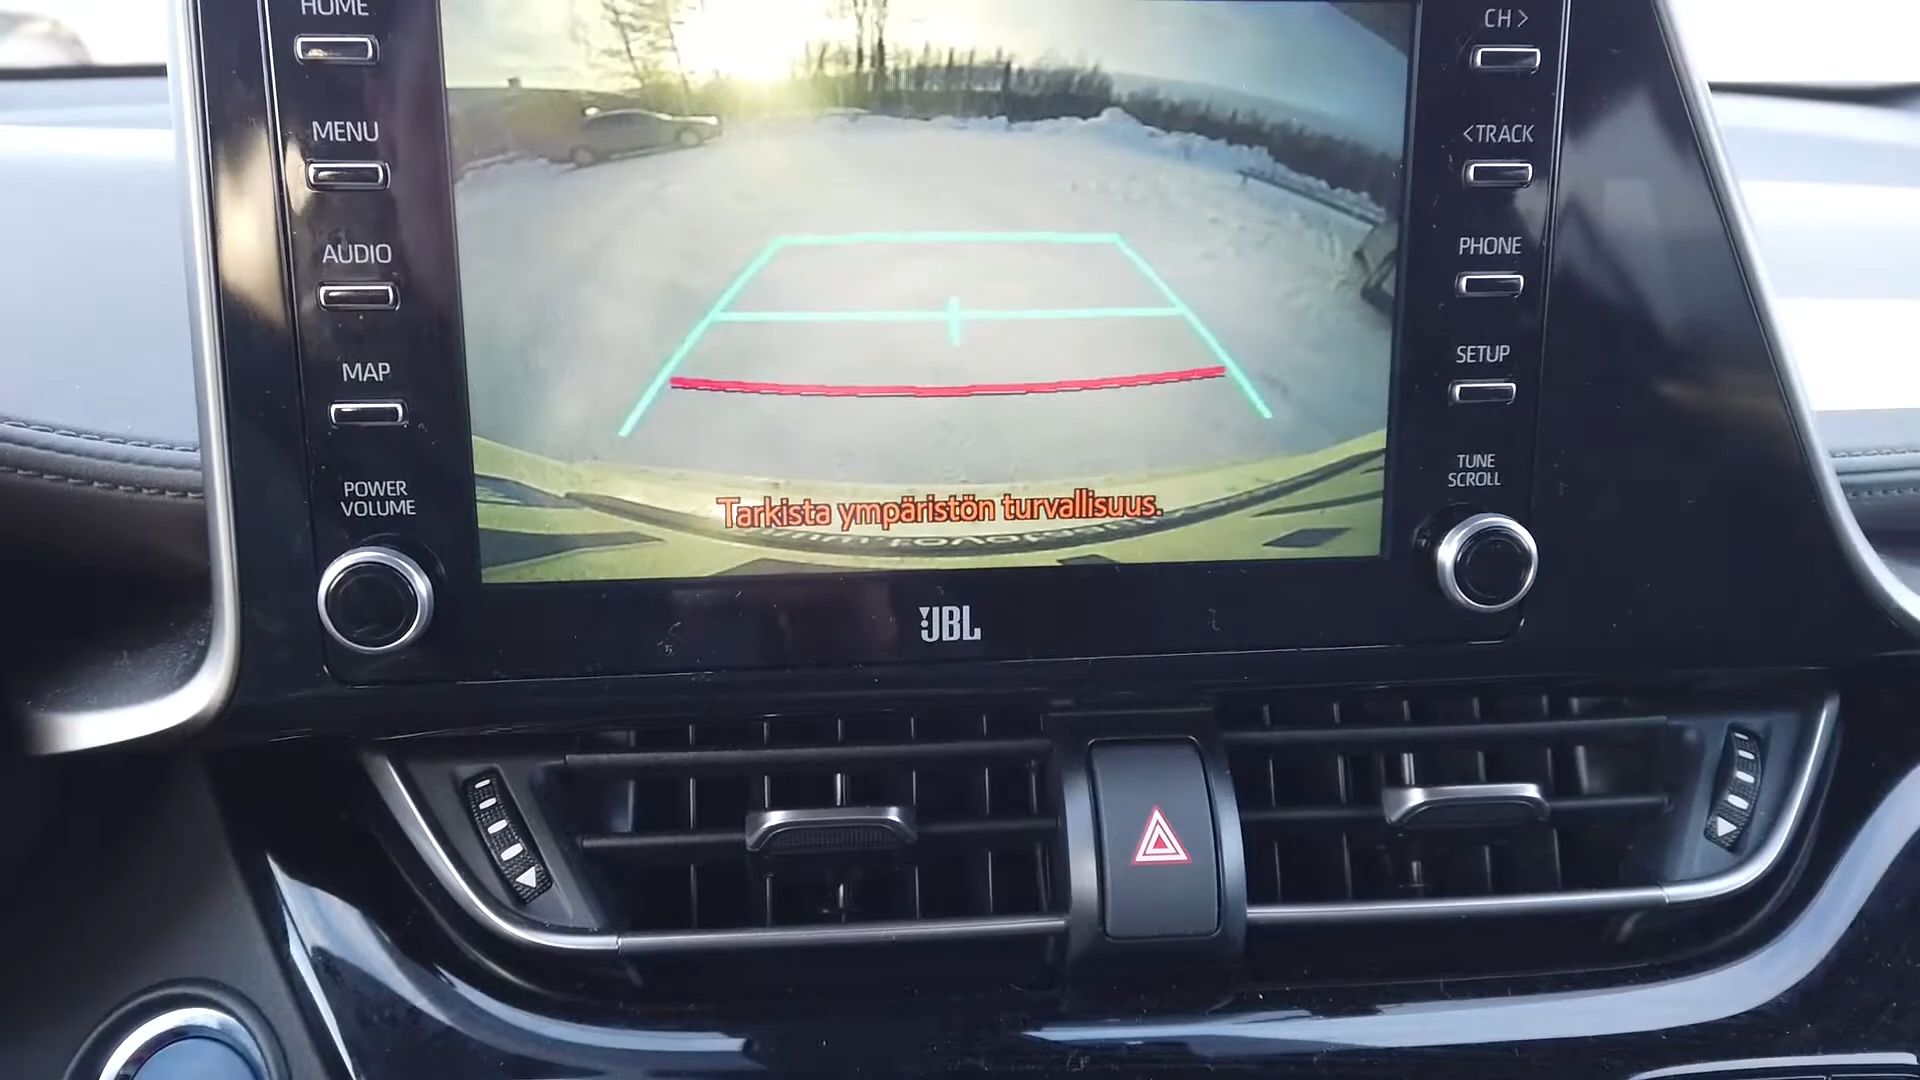 HOME
MENU
AUDIO
MAP
POWER
VOLUME
CH >
< TRACK
PHONE
SETUP
TUNE
SCROLL
Tarkista ympäristön turvallisuus.
JBL